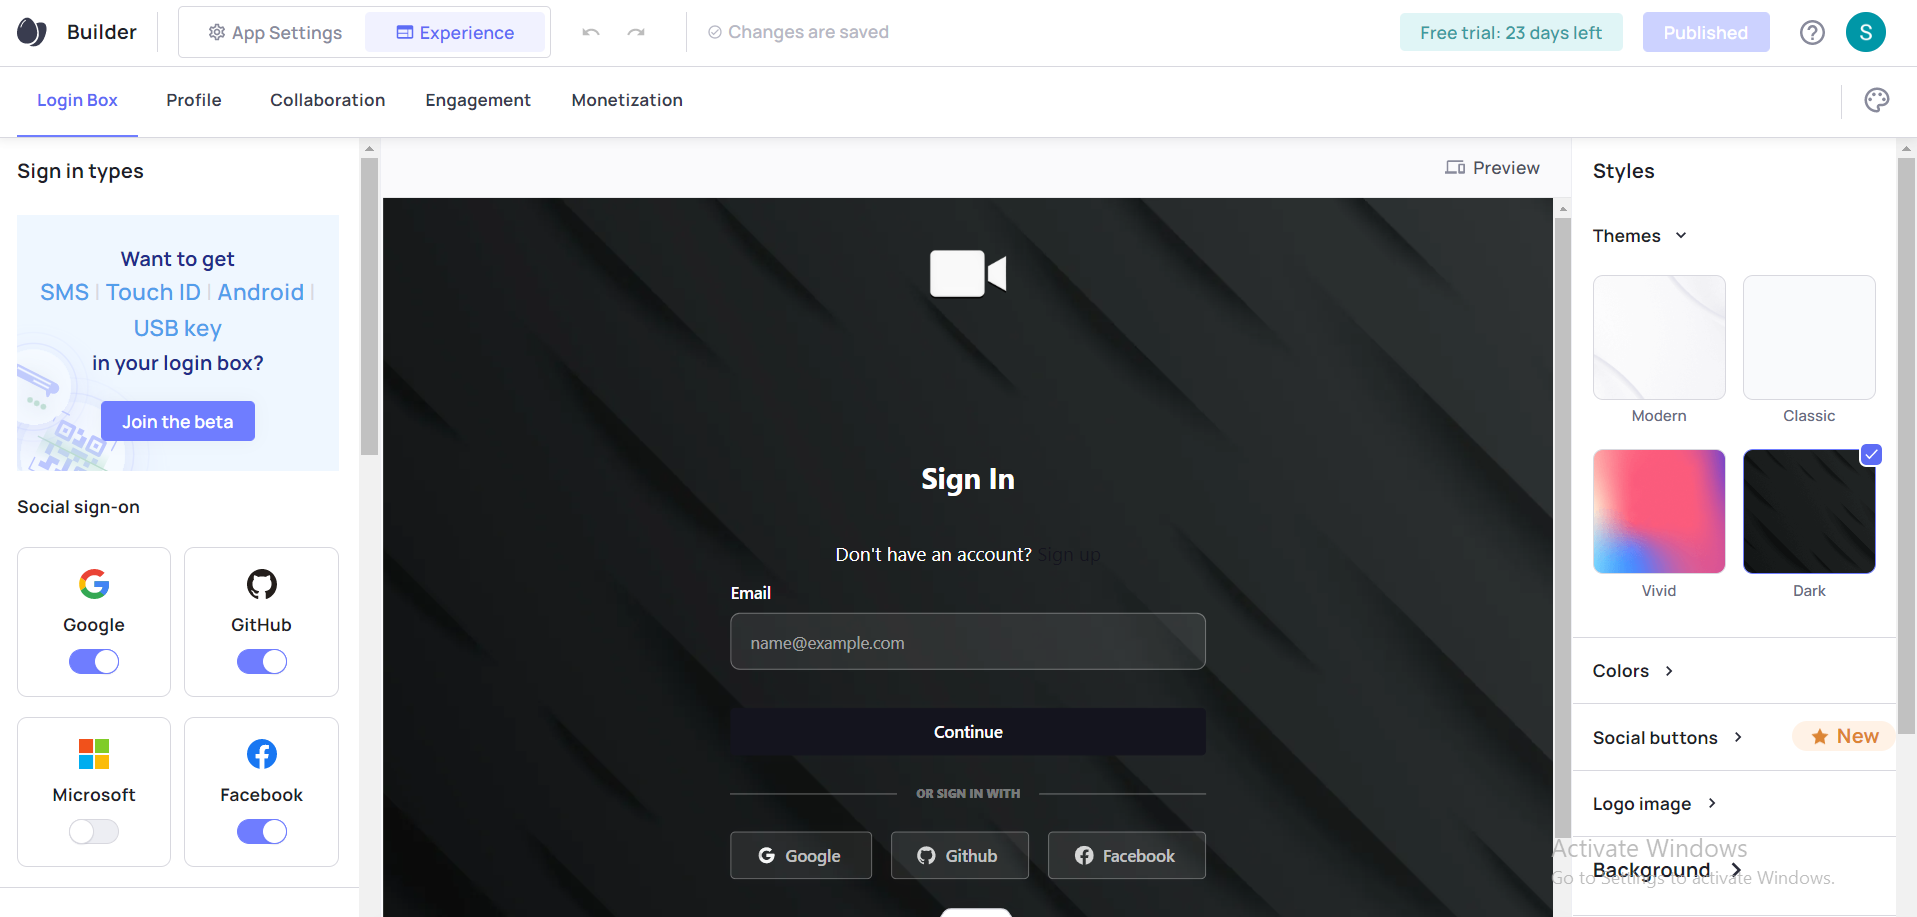 Builder
App Settings
Experience
Changes are saved
Free trial: 23 days left
Published
S
Login Box
Profile
Collaboration
Engagement
Monetization
Sign in types
Want to get
SMS | Touch ID | Android |
USB key
in your login box?
Join the beta
Social sign-on
Google
GitHub
Microsoft
Facebook
Preview
Sign In
Don't have an account? Sign up
Email
name@example.com
Continue
OR SIGN IN WITH
Google
Github
Facebook
Styles
Themes
Modern
Classic
Vivid
Dark
Colors
Social buttons
New
Logo image
Background
Activate Windows
Go to Settings to activate Windows.